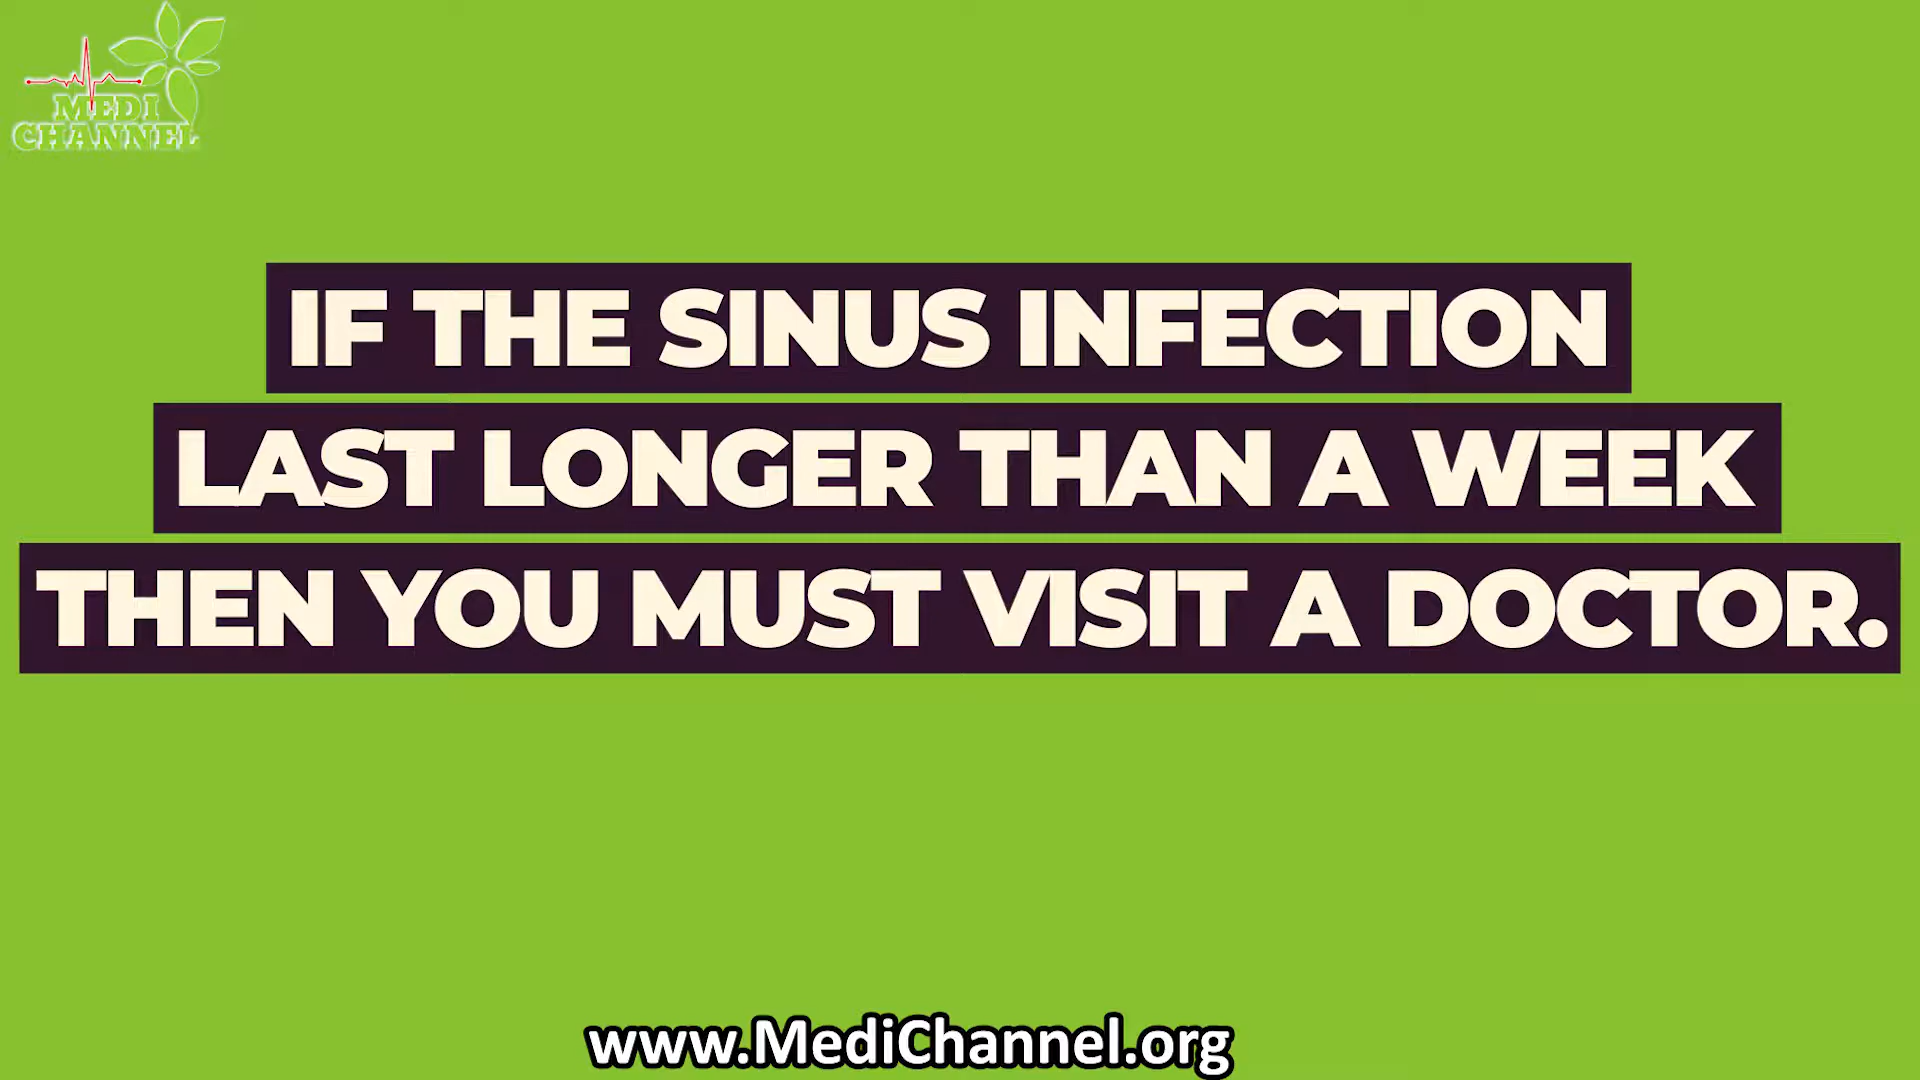 MEDI
CHANNEL
IF THE SINUS INFECTION
LAST LONGER THAN A WEEK
THEN YOU MUST VISIT A DOCTOR.
www.MediChannel.org